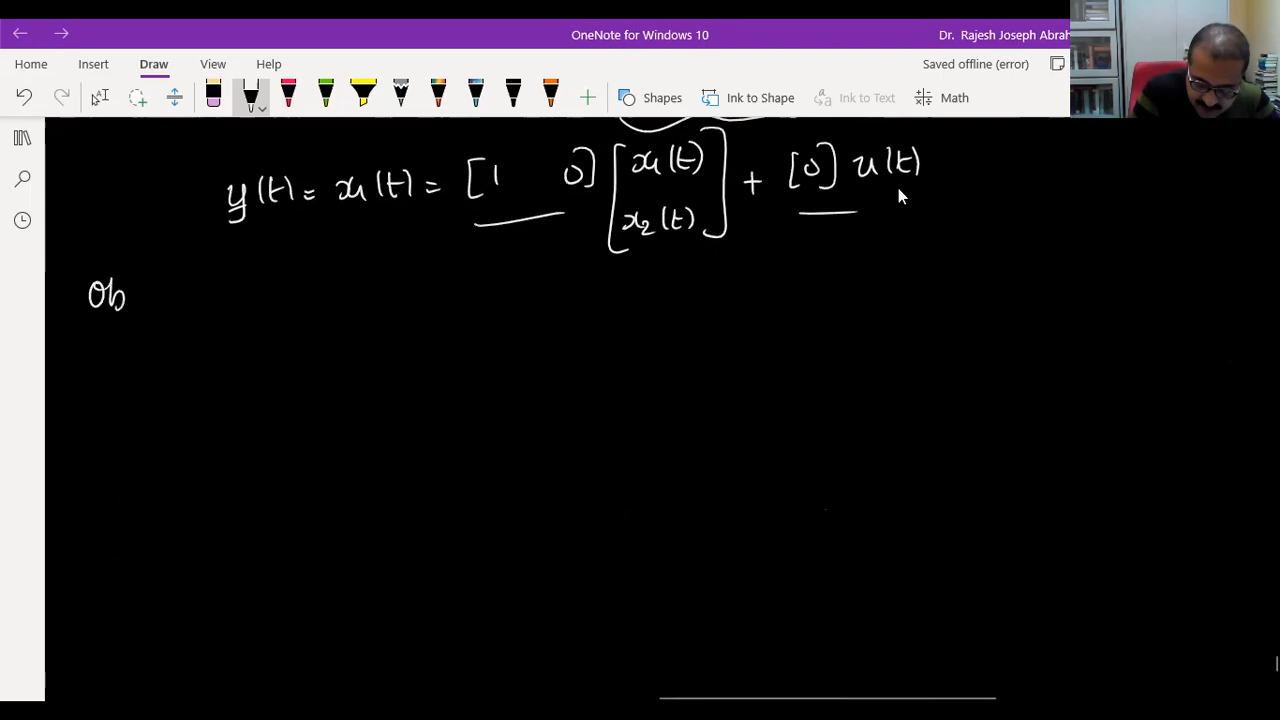 OneNote for Windows 10
Dr. Rajesh Joseph Abrah
Home Insert Draw View Help
Saved offline (error)
Shapes Ink to Shape Ink to Text Math
y(t) = x1(t) = [1 0] [x1(t) x2(t)] + [0] u(t)
Ob